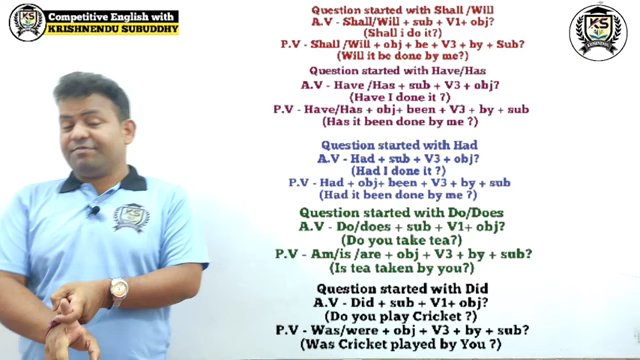 KS
Competitive English with
KRISHNENDU SUBUDDHY
Question started with Shall /Will
A.V - Shall/Will + sub + V1+ obj?
(Shall i do it?)
P.V - Shall /Will + obj + be + V3 + by + Sub?
(Will it be done by me?)
Question started with Have/Has
A.V - Have /Has + sub + V3 + obj?
(Have I done it ?)
P.V - Have/Has + obj+ been + V3 + by + sub
(Has it been done by me ?)
Question started with Had
A.V - Had + sub + V3 + obj?
(Had I done it ?)
P.V - Had + obj+ been + V3 + by + sub
(Had it been done by me ?)
Question started with Do/Does
A.V - Do/does + sub + V1+ obj?
(Do you take tea?)
P.V - Am/is /are + obj + V3 + by + sub?
(Is tea taken by you?)
Question started with Did
A.V - Did + sub + V1+ obj?
(Do you play Cricket ?)
P.V - Was/were + obj + V3 + by + sub?
(Was Cricket played by You ?)
KS
KS